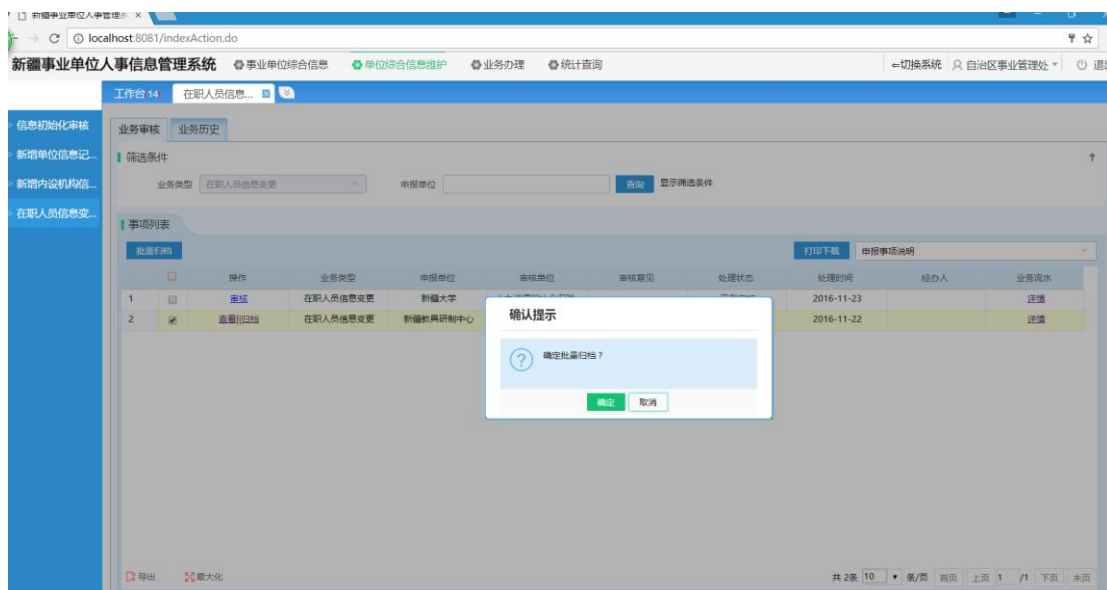 新疆事业单位人事管理系 ×
localhost:8081/indexAction.do
新疆事业单位人事信息管理系统 事业单位综合信息 单位综合信息维护 业务办理 统计查询 切换系统 自治区事业管理处
工作台 14 在职人员信息...
信息初始化审核
新增单位信息记...
新增内设机构信...
在职人员信息变...
业务审核 业务历史
筛选条件
业务类型 在职人员信息变更 申报单位 查询 显示筛选条件
事项列表
批量归档 打印下载 申报事项说明
操作 业务类型 申报单位 审核单位 审核意见 处理状态 处理时间 经办人 业务流水
1 审核 在职人员信息变更 新疆大学 2016-11-23 详情
2 查看||归档 在职人员信息变更 新疆教具研制中心 2016-11-22 详情
确认提示
确定批量归档？
确定 取消
导出 最大化 共 2条 10 条/页 首页 上页 1 /1 下页 末页